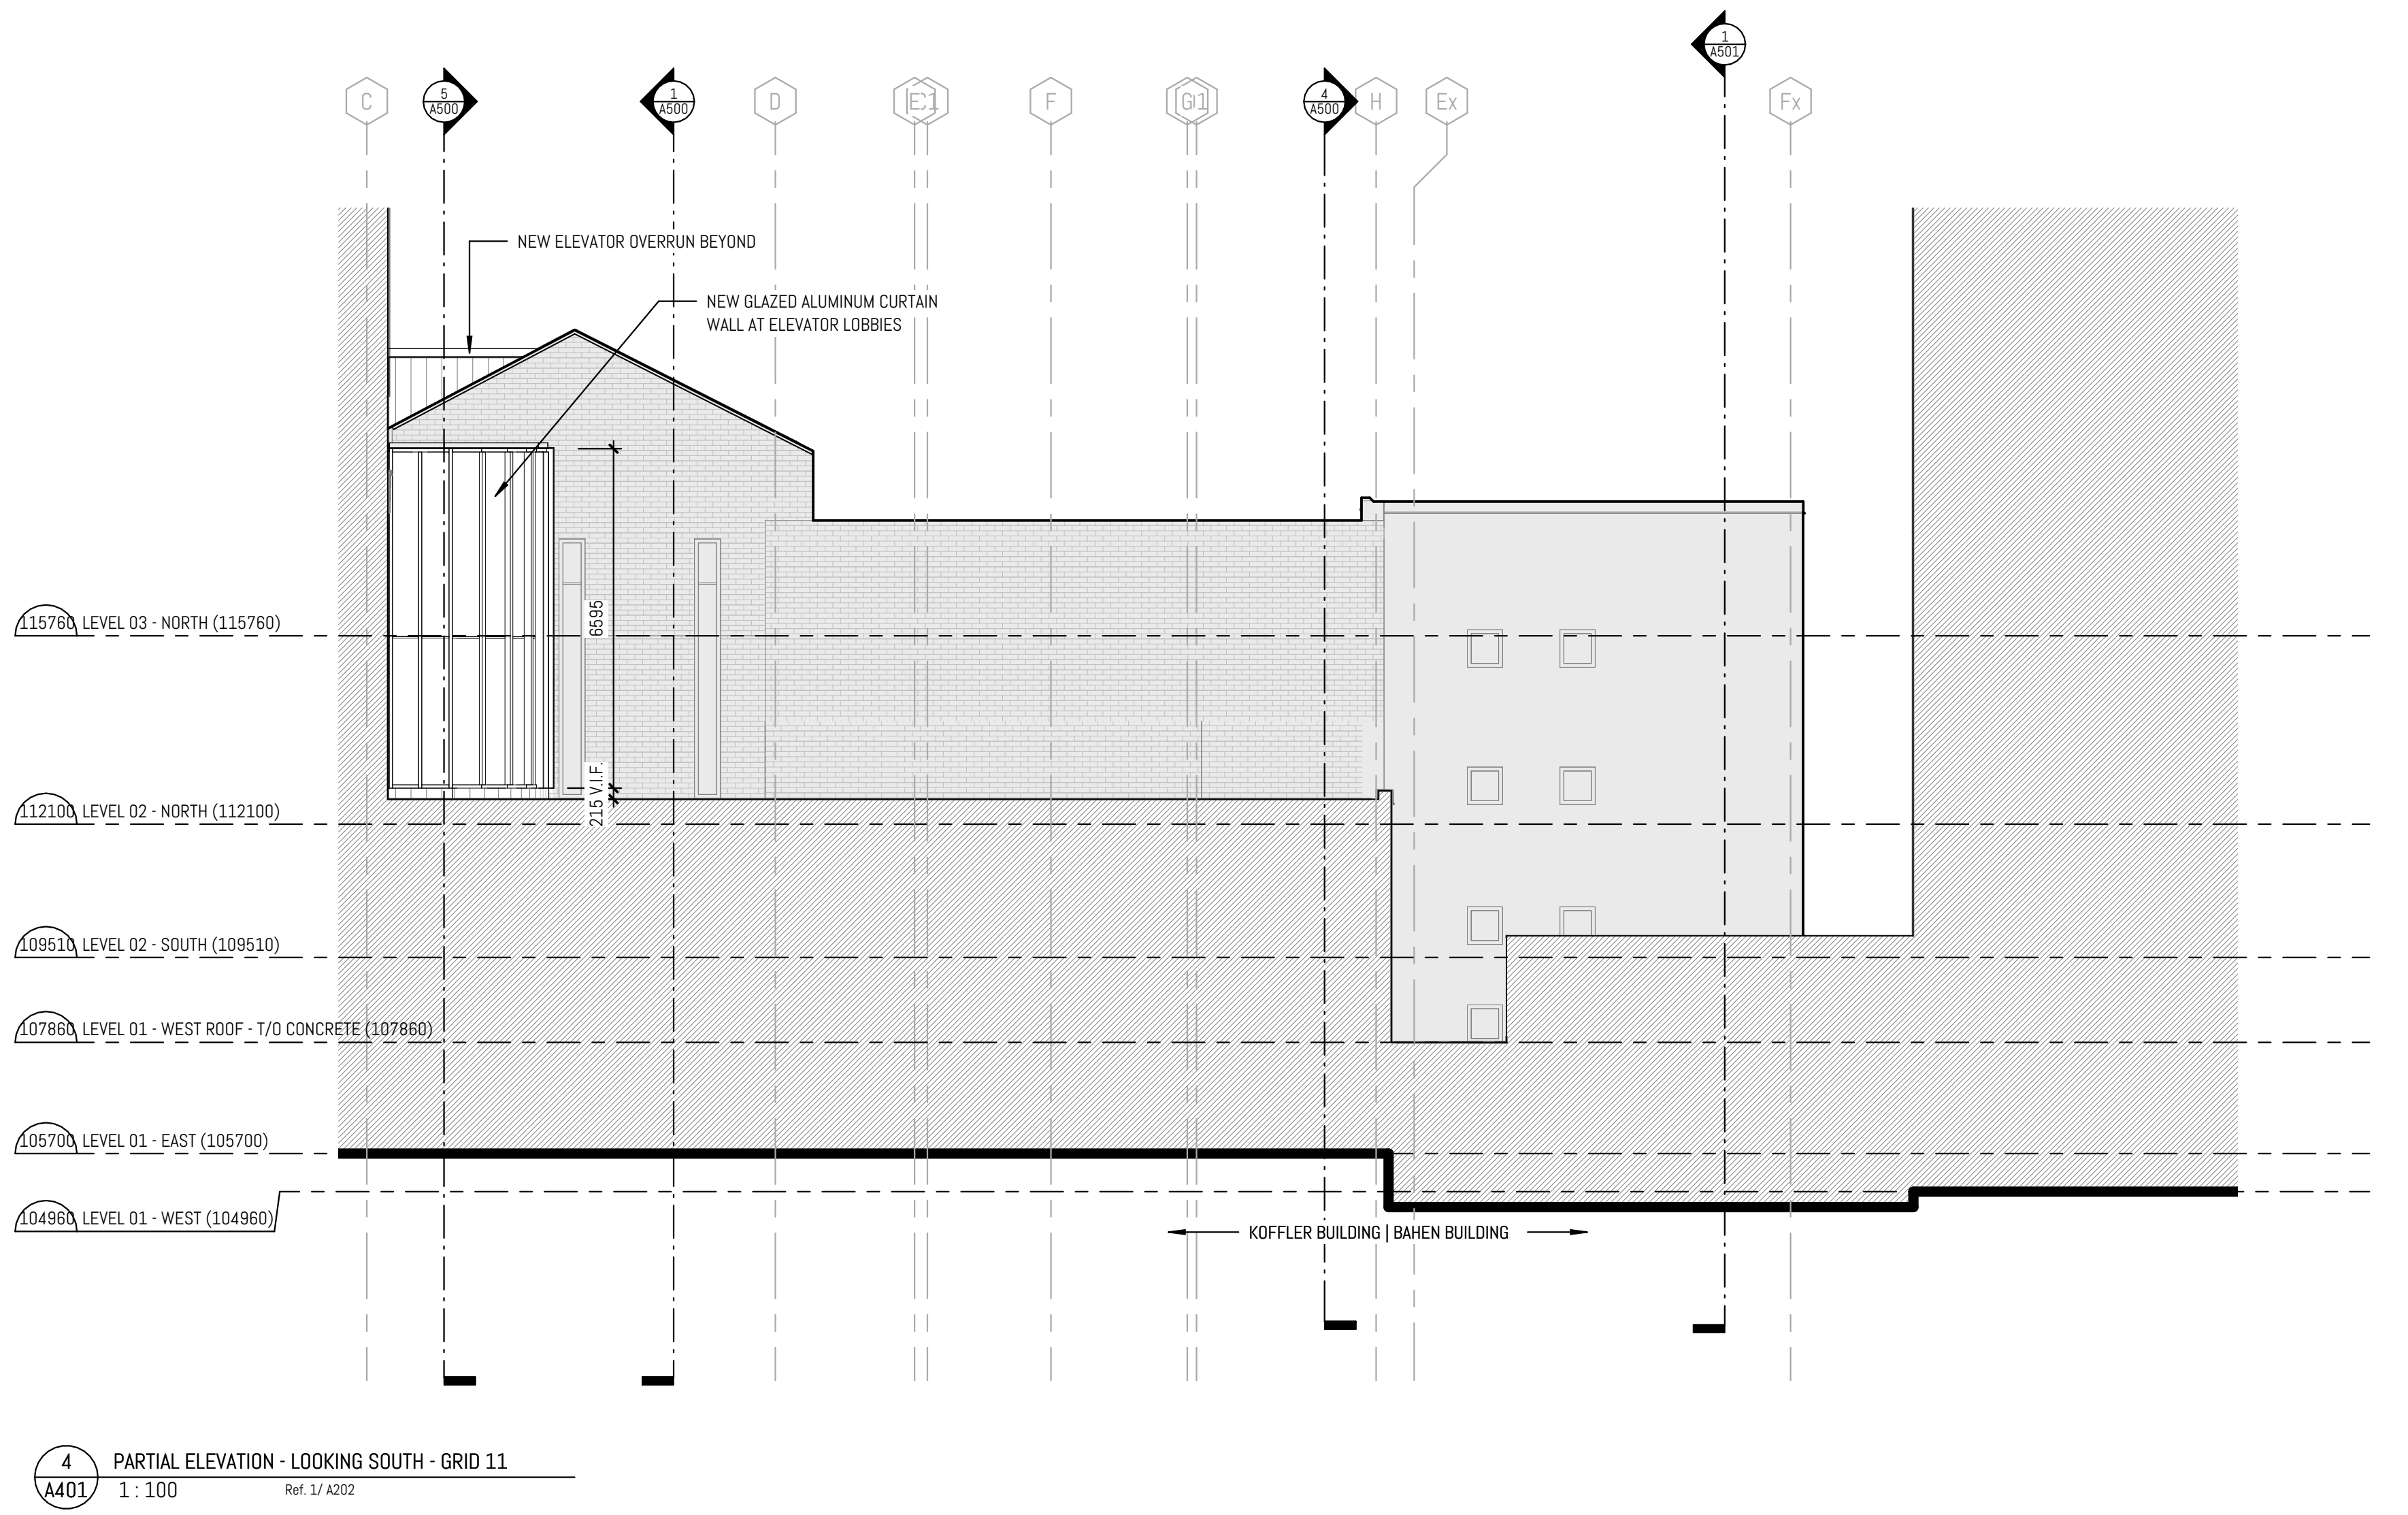 1
A501
C
5
A500
1
A500
D
E1
F
G1
4
A500
H
Ex
Fx
NEW ELEVATOR OVERRUN BEYOND
NEW GLAZED ALUMINUM CURTAIN
WALL AT ELEVATOR LOBBIES
6595
215 V.I.F.
115760 LEVEL 03 - NORTH (115760)
112100 LEVEL 02 - NORTH (112100)
109510 LEVEL 02 - SOUTH (109510)
107860 LEVEL 01 - WEST ROOF - T/O CONCRETE (107860)
105700 LEVEL 01 - EAST (105700)
104960 LEVEL 01 - WEST (104960)
KOFFLER BUILDING | BAHEN BUILDING
4
A401
PARTIAL ELEVATION - LOOKING SOUTH - GRID 11
1 : 100
Ref. 1/ A202